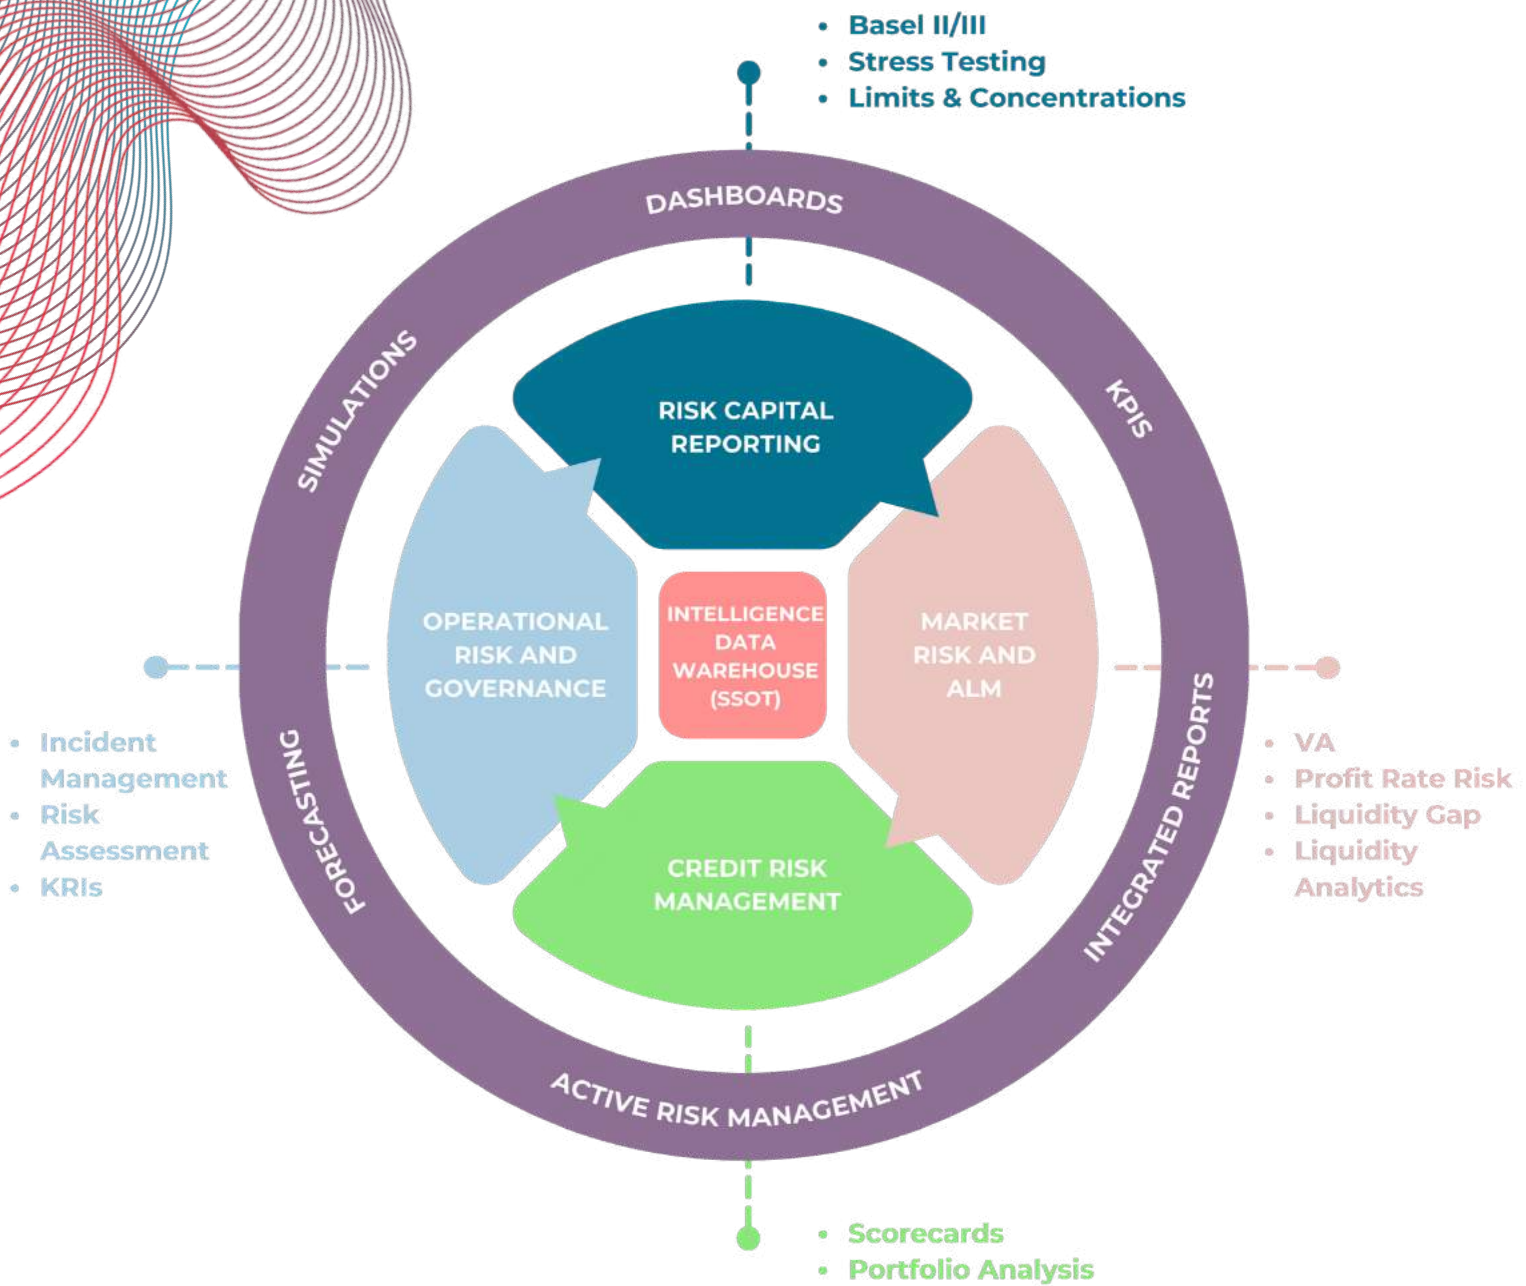 • Basel II/III
• Stress Testing
• Limits & Concentrations
DASHBOARDS
SIMULATIONS
KPIS
RISK CAPITAL
REPORTING
OPERATIONAL
RISK AND
GOVERNANCE
INTELLIGENCE
DATA
WAREHOUSE
(SSOT)
MARKET
RISK AND
ALM
• Incident
Management
• Risk
Assessment
• KRIs
FORECASTING
INTEGRATED REPORTS
• VA
• Profit Rate Risk
• Liquidity Gap
• Liquidity
Analytics
CREDIT RISK
MANAGEMENT
ACTIVE RISK MANAGEMENT
• Scorecards
• Portfolio Analysis